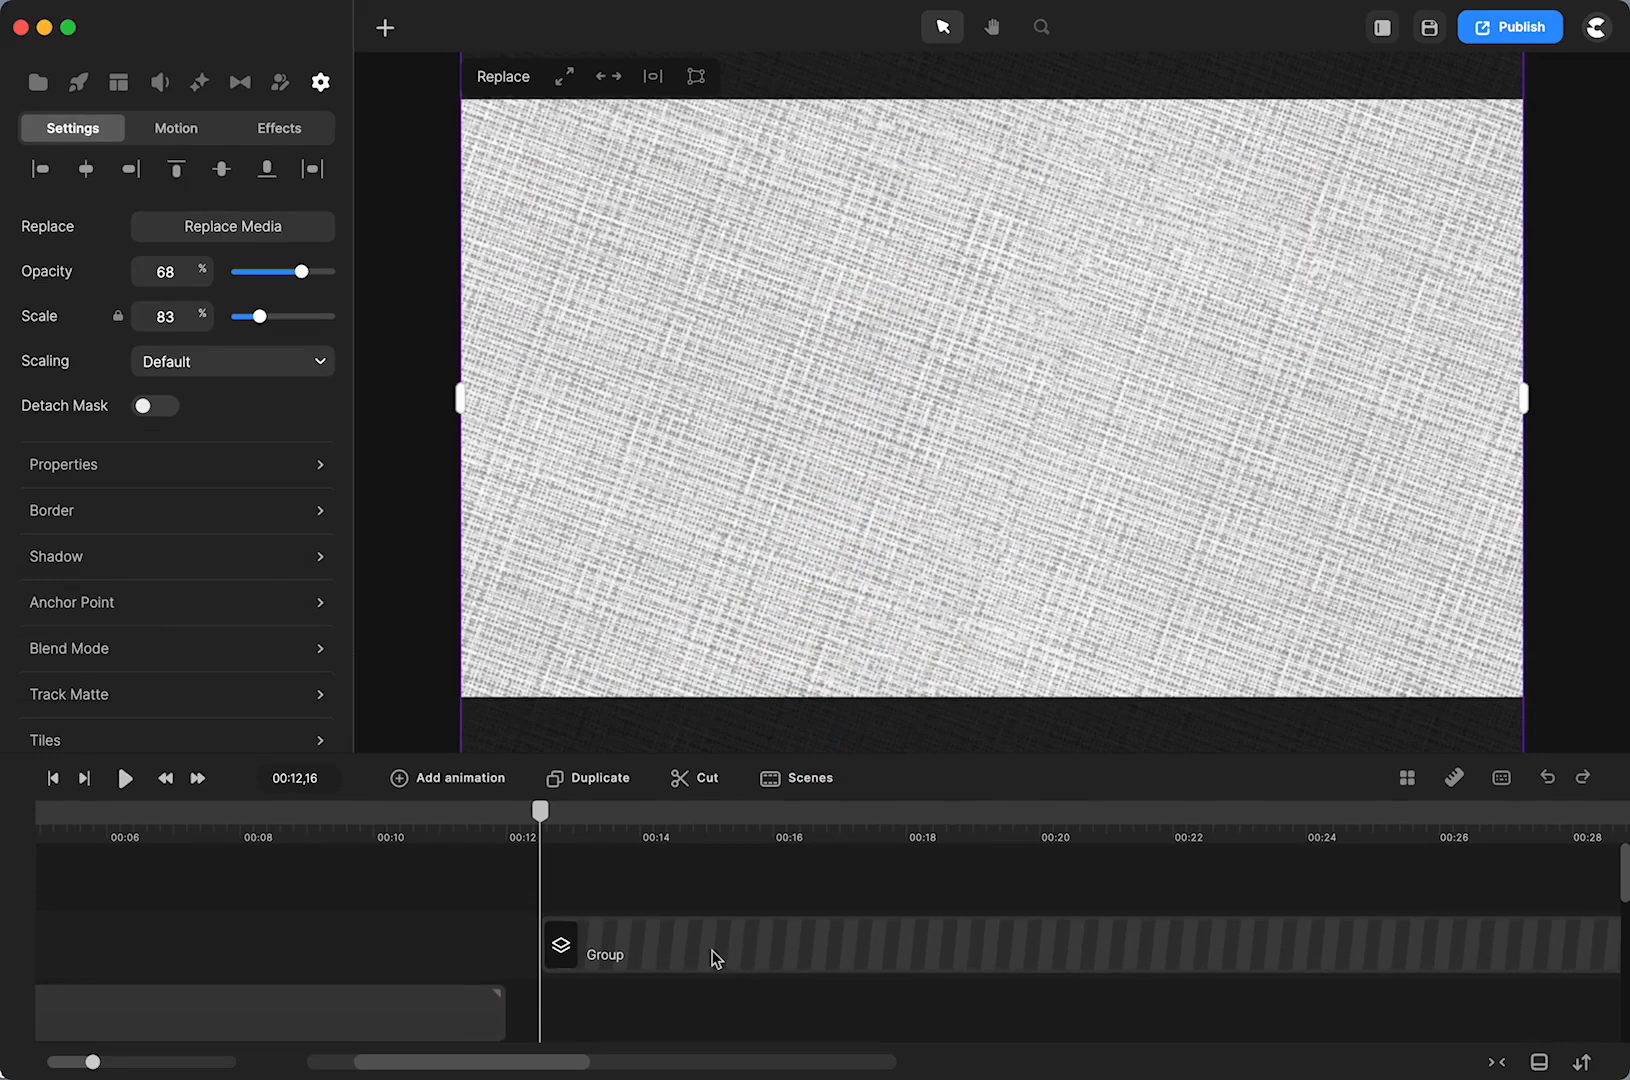 Publish
Replace
Settings Motion Effects
Replace Replace Media
Opacity 68 %
Scale 83 %
Scaling Default
Detach Mask
Properties
Border
Shadow
Anchor Point
Blend Mode
Track Matte
Tiles
00:12,16 Add animation Duplicate Cut Scenes
00:06 00:08 00:10 00:12 00:14 00:16 00:18 00:20 00:22 00:24 00:26 00:28
Group